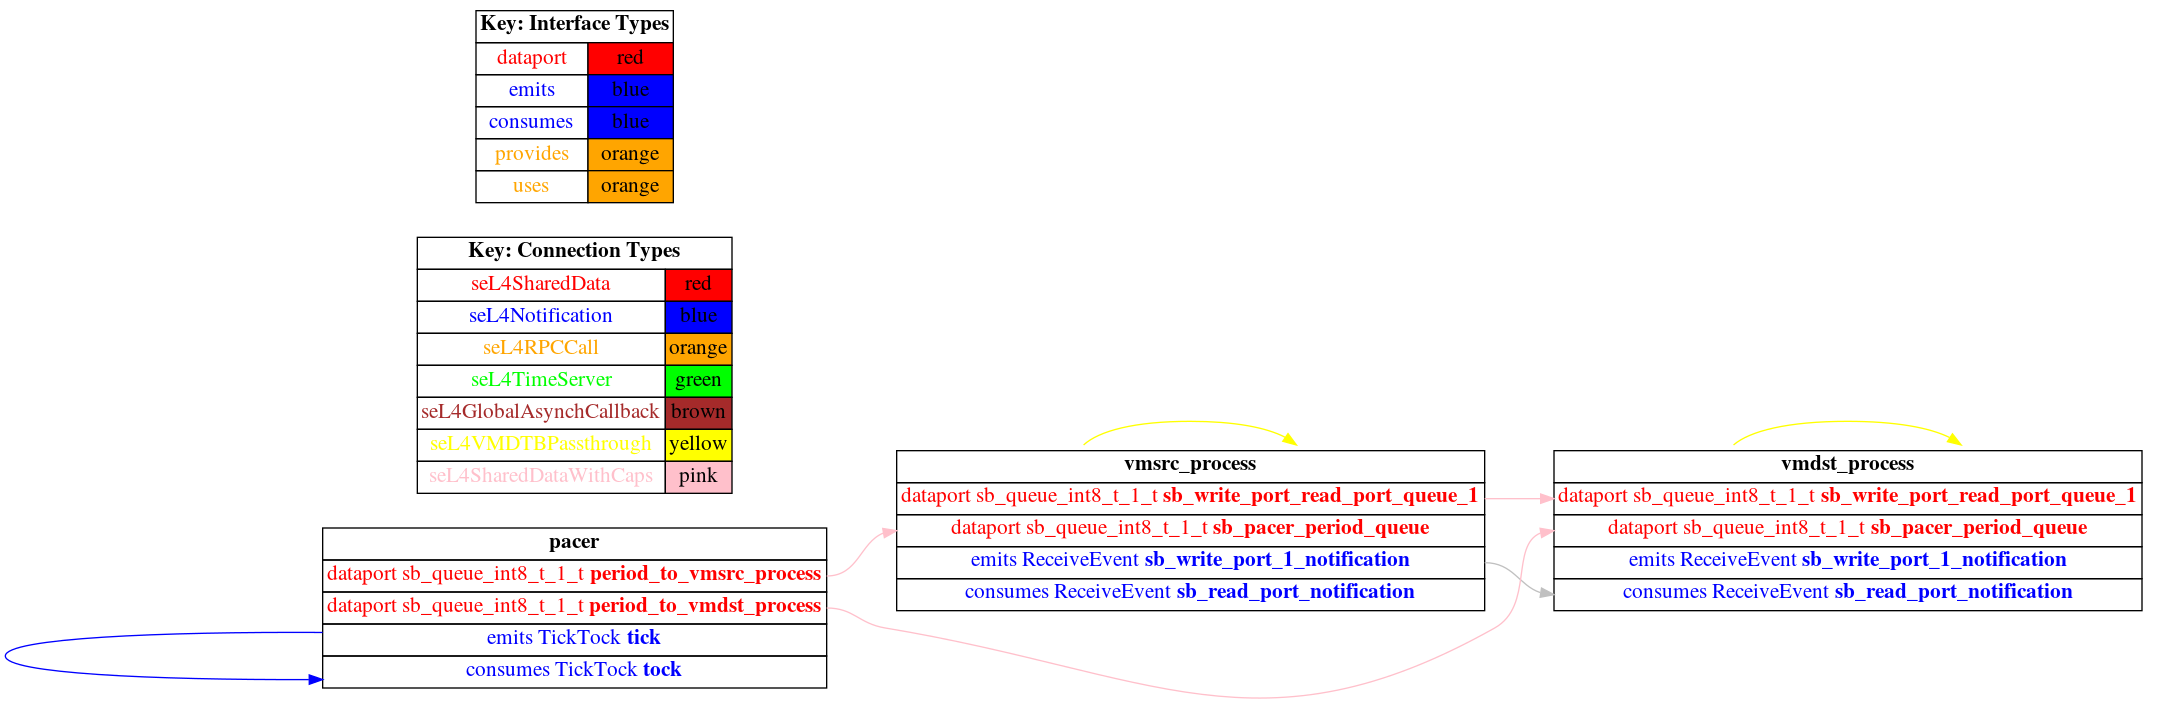 Key: Interface Types
dataport red
emits blue
consumes blue
provides orange
uses orange
Key: Connection Types
seL4SharedData red
seL4Notification blue
seL4RPCCall orange
seL4TimeServer green
seL4GlobalAsynchCallback brown
seL4VMDTBPassthrough yellow
seL4SharedDataWithCaps pink
pacer
dataport sb_queue_int8_t_1_t period_to_vmsrc_process
dataport sb_queue_int8_t_1_t period_to_vmdst_process
emits TickTock tick
consumes TickTock tock
vmsrc_process
dataport sb_queue_int8_t_1_t sb_write_port_read_port_queue_1
dataport sb_queue_int8_t_1_t sb_pacer_period_queue
emits ReceiveEvent sb_write_port_1_notification
consumes ReceiveEvent sb_read_port_notification
vmdst_process
dataport sb_queue_int8_t_1_t sb_write_port_read_port_queue_1
dataport sb_queue_int8_t_1_t sb_pacer_period_queue
emits ReceiveEvent sb_write_port_1_notification
consumes ReceiveEvent sb_read_port_notification